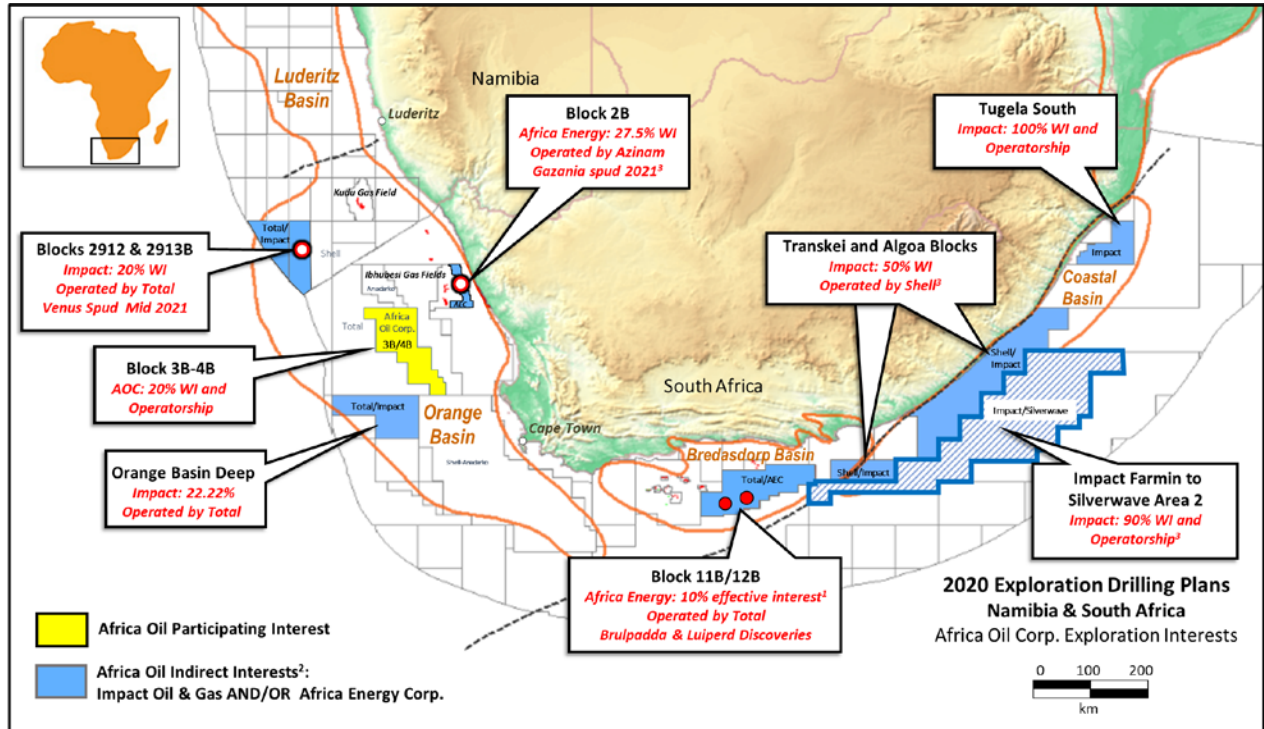 Luderitz
Basin
Namibia
Luderitz
Kudu Gas Field
Block 2B
Africa Energy: 27.5% WI
Operated by Azinam
Gazania spud 2021³
Tugela South
Impact: 100% WI and
Operatorship
Blocks 2912 & 2913B
Impact: 20% WI
Operated by Total
Venus Spud Mid 2021
Total/
Impact
Shell
Ibhubesi Gas Fields
Anadarko
AEC
Transkei and Algoa Blocks
Impact: 50% WI
Operated by Shell³
Impact
Coastal
Basin
Total
Africa
Oil Corp.
3B/4B
Block 3B-4B
AOC: 20% WI and
Operatorship
South Africa
Shell/
Impact
Impact/Silverwave
Total/Impact
Orange
Basin
Cape Town
Shell-Anadarko
Bredasdorp Basin
Total/AEC
Shell/Impact
Orange Basin Deep
Impact: 22.22%
Operated by Total
Impact Farmin to
Silverwave Area 2
Impact: 90% WI and
Operatorship³
Block 11B/12B
Africa Energy: 10% effective interest¹
Operated by Total
Brulpadda & Luiperd Discoveries
2020 Exploration Drilling Plans
Namibia & South Africa
Africa Oil Corp. Exploration Interests
0 100 200
km
Africa Oil Participating Interest
Africa Oil Indirect Interests²:
Impact Oil & Gas AND/OR Africa Energy Corp.